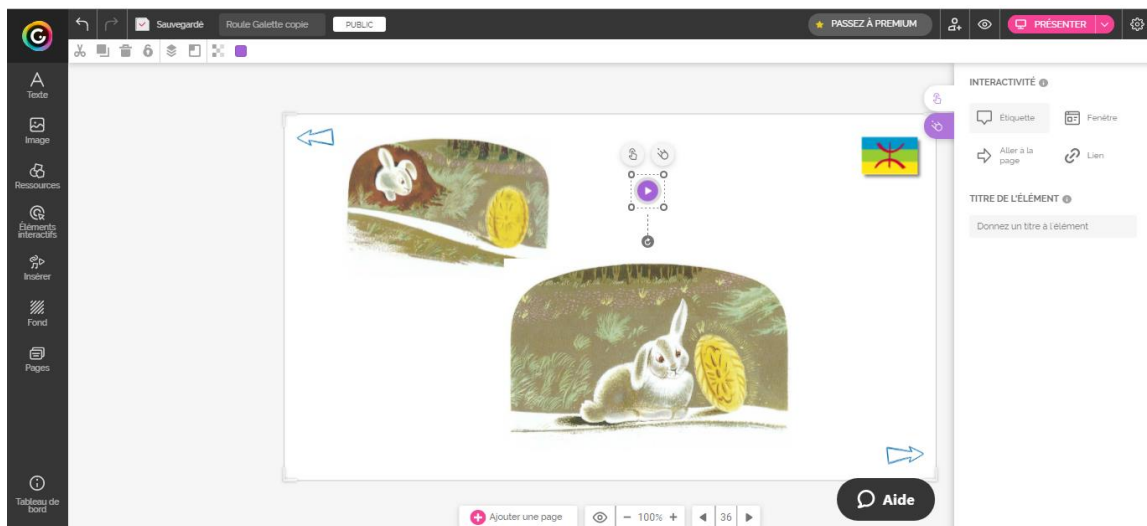 Sauvegardé
Roule Galette copie
PUBLIC
PASSEZ À PREMIUM
PRÉSENTER
Texte
Image
Ressources
Éléments
interactifs
Insérer
Fond
Pages
Tableau de
bord
INTERACTIVITÉ
Étiquette
Fenêtre
Aller à la
page
Lien
TITRE DE L'ÉLÉMENT
Donnez un titre à l'élément
Ajouter une page
100%
36
Aide